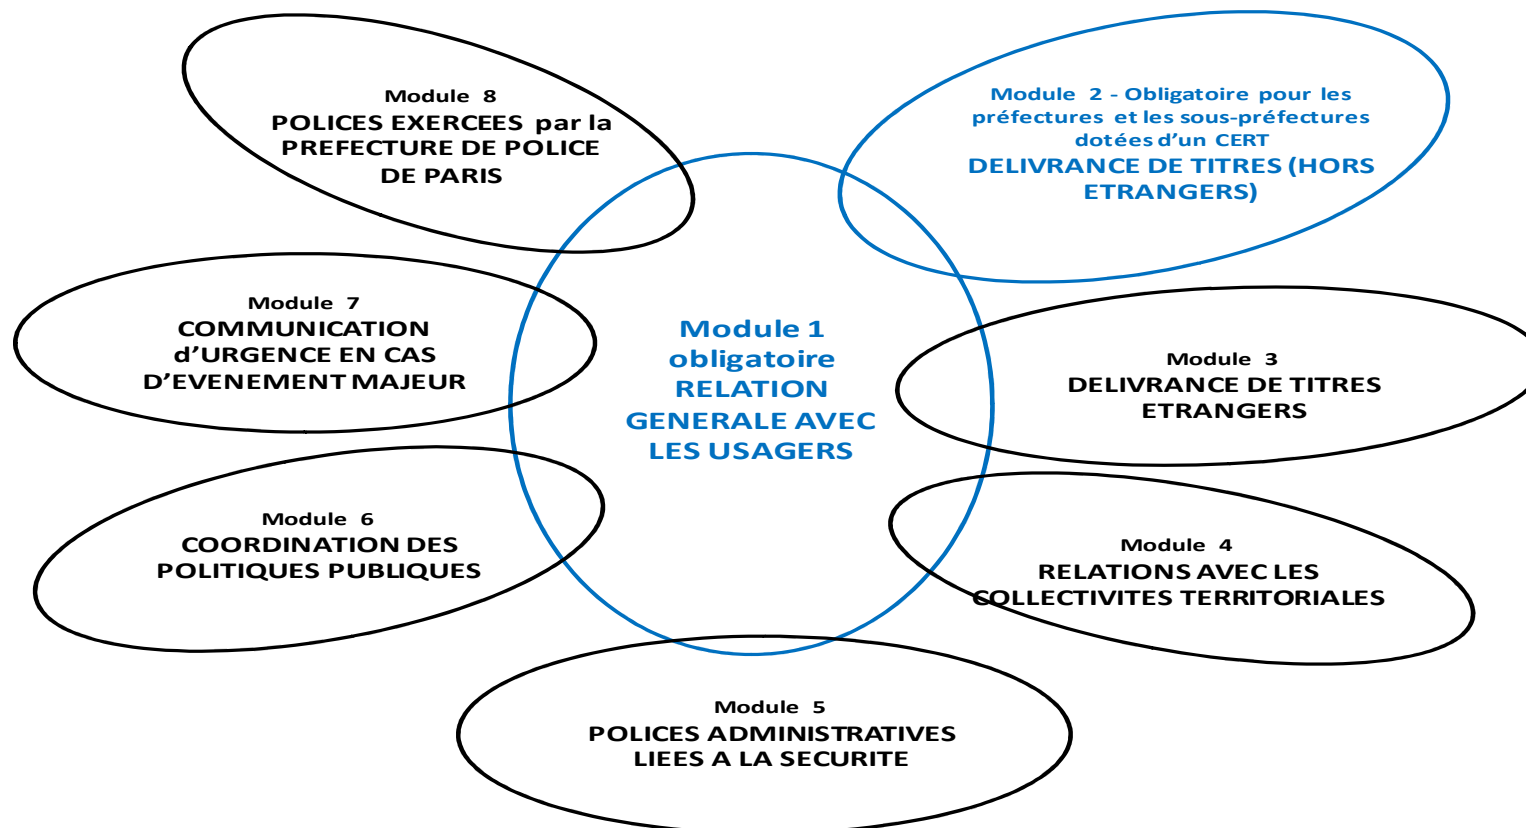 Module 8
POLICES EXERCEES par la
PREFECTURE DE POLICE
DE PARIS
Module 2 - Obligatoire pour les
préfectures et les sous-préfectures
dotées d'un CERT
DELIVRANCE DE TITRES (HORS
ETRANGERS)
Module 7
COMMUNICATION
d'URGENCE EN CAS
D'EVENEMENT MAJEUR
Module 1
obligatoire
RELATION
GENERALE AVEC
LES USAGERS
Module 3
DELIVRANCE DE TITRES
ETRANGERS
Module 6
COORDINATION DES
POLITIQUES PUBLIQUES
Module 4
RELATIONS AVEC LES
COLLECTIVITES TERRITORIALES
Module 5
POLICES ADMINISTRATIVES
LIEES A LA SECURITE